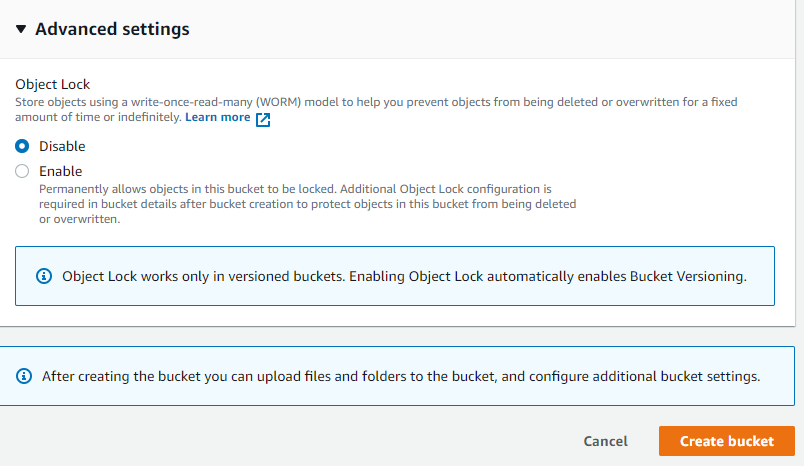 Advanced settings
Object Lock
Store objects using a write-once-read-many (WORM) model to help you prevent objects from being deleted or overwritten for a fixed
amount of time or indefinitely. Learn more
Disable
Enable
Permanently allows objects in this bucket to be locked. Additional Object Lock configuration is
required in bucket details after bucket creation to protect objects in this bucket from being deleted
or overwritten.
Object Lock works only in versioned buckets. Enabling Object Lock automatically enables Bucket Versioning.
After creating the bucket you can upload files and folders to the bucket, and configure additional bucket settings.
Cancel Create bucket